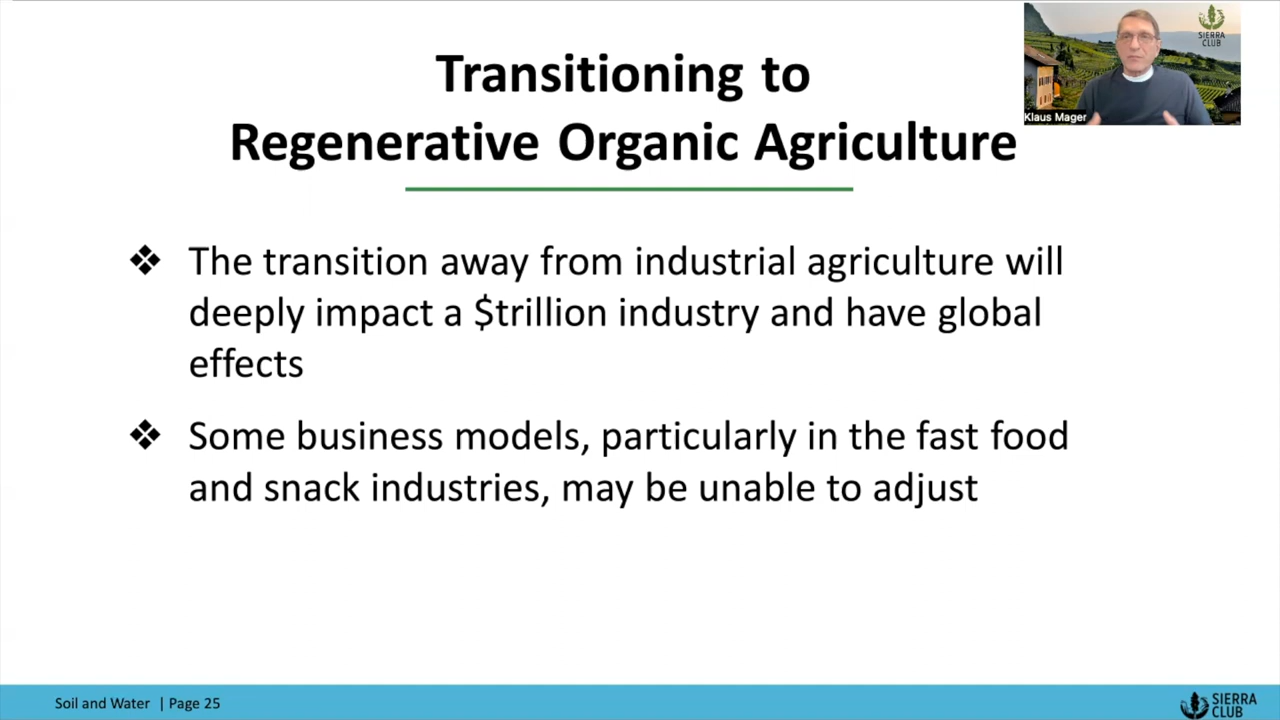 Transitioning to
Regenerative Organic Agriculture
SIERRA
CLUB
Klaus Mager
❖ The transition away from industrial agriculture will
deeply impact a $trillion industry and have global
effects
❖ Some business models, particularly in the fast food
and snack industries, may be unable to adjust
Soil and Water | Page 25
SIERRA
CLUB